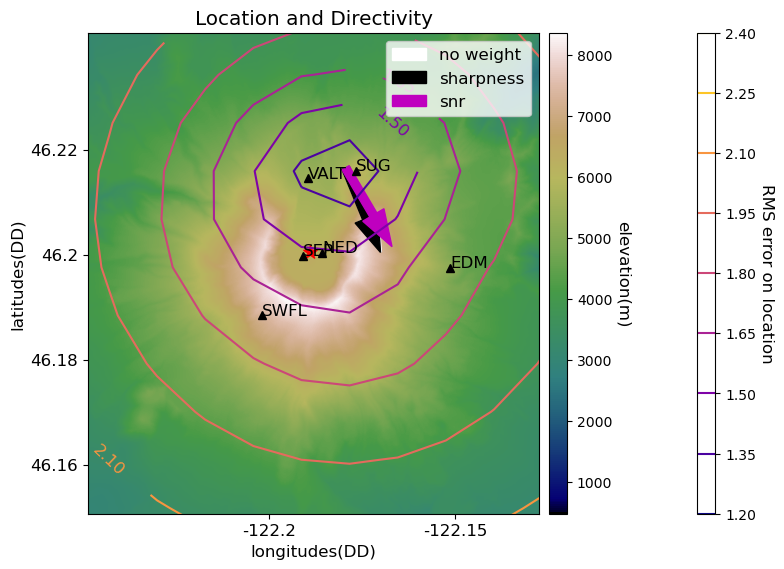 Location and Directivity
no weight
sharpness
snr
1.50
2.10
VALT
SUG
SEP
NED
EDM
SWFL
46.22
46.2
46.18
46.16
-122.2
-122.15
longitudes(DD)
latitudes(DD)
8000
7000
6000
5000
4000
3000
2000
1000
elevation(m)
2.40
2.25
2.10
1.95
1.80
1.65
1.50
1.35
1.20
RMS error on location